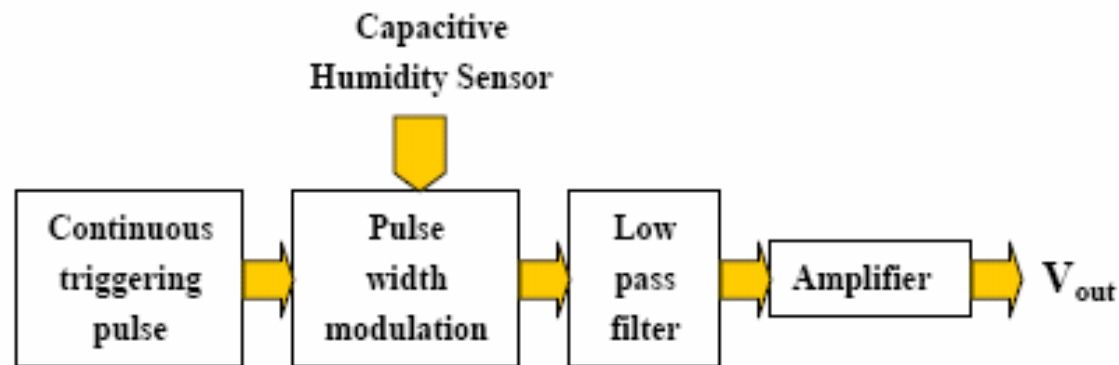 Capacitive
Humidity Sensor
Continuous
triggering
pulse
Pulse
width
modulation
Low
pass
filter
Amplifier
Vout